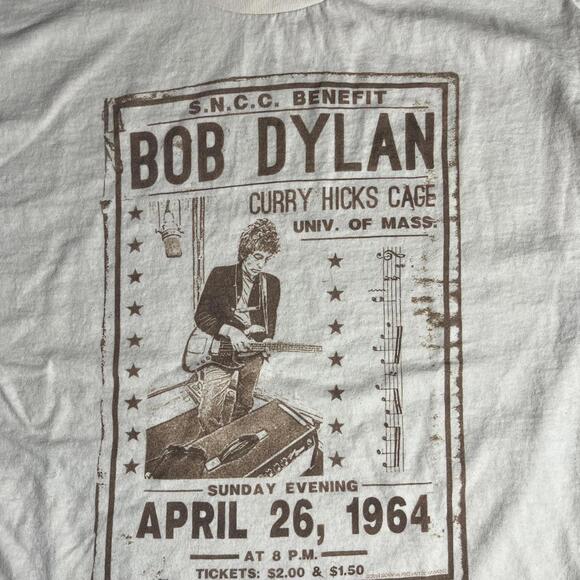 S.N.C.C. BENEFIT
BOB DYLAN
CURRY HICKS CAGE
UNIV. OF MASS.
SUNDAY EVENING
APRIL 26, 1964
AT 8 P.M.
TICKETS: $2.00 & $1.50